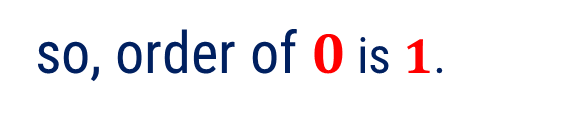 so, order of 0 is 1.